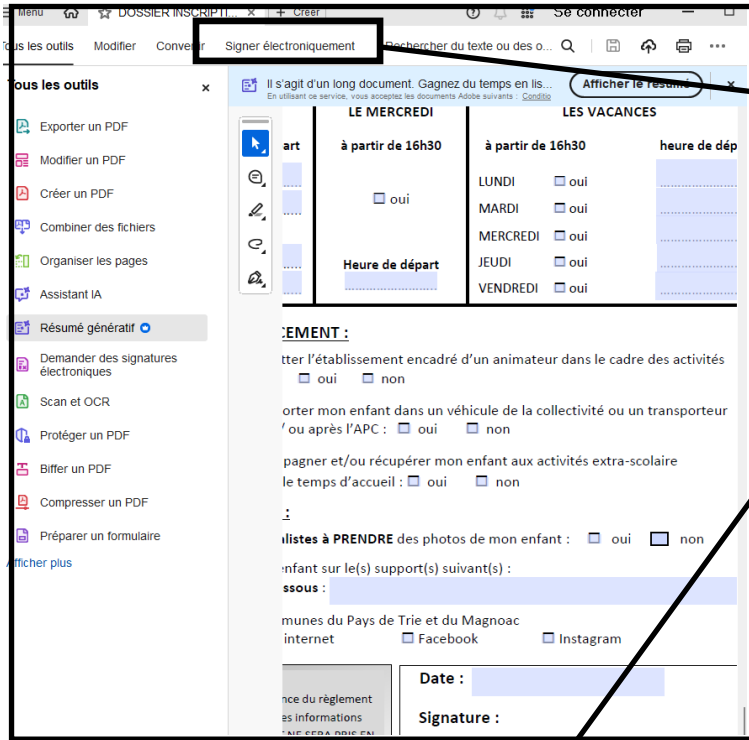 Menu DOSSIER INSCRIPTI... × + Créer Se connecter
Tous les outils Modifier Convertir Signer électroniquement Rechercher du texte ou des o...
Tous les outils ×
Il s'agit d'un long document. Gagnez du temps en lis... Afficher le résumé ×
En utilisant ce service, vous acceptez les documents Adobe suivants : Conditio
Exporter un PDF
Modifier un PDF
Créer un PDF
Combiner des fichiers
Organiser les pages
Assistant IA
Résumé génératif
Demander des signatures
électroniques
Scan et OCR
Protéger un PDF
Biffer un PDF
Compresser un PDF
Préparer un formulaire
Afficher plus
LE MERCREDI LES VACANCES
art à partir de 16h30 à partir de 16h30 heure de dép
LUNDI oui
oui
MARDI oui
MERCREDI oui
Heure de départ JEUDI oui
VENDREDI oui
CEMENT :
tter l'établissement encadré d'un animateur dans le cadre des activités
oui non
orter mon enfant dans un véhicule de la collectivité ou un transporteur
/ ou après l'APC : oui non
pagner et/ou récupérer mon enfant aux activités extra-scolaire
le temps d'accueil : oui non
:
alistes à PRENDRE des photos de mon enfant : oui non
enfant sur le(s) support(s) suivant(s) :
ssous :
munes du Pays de Trie et du Magnoac
internet Facebook Instagram
Date :
nce du règlement
es informations
Signature :
NE SERA PRIS EN